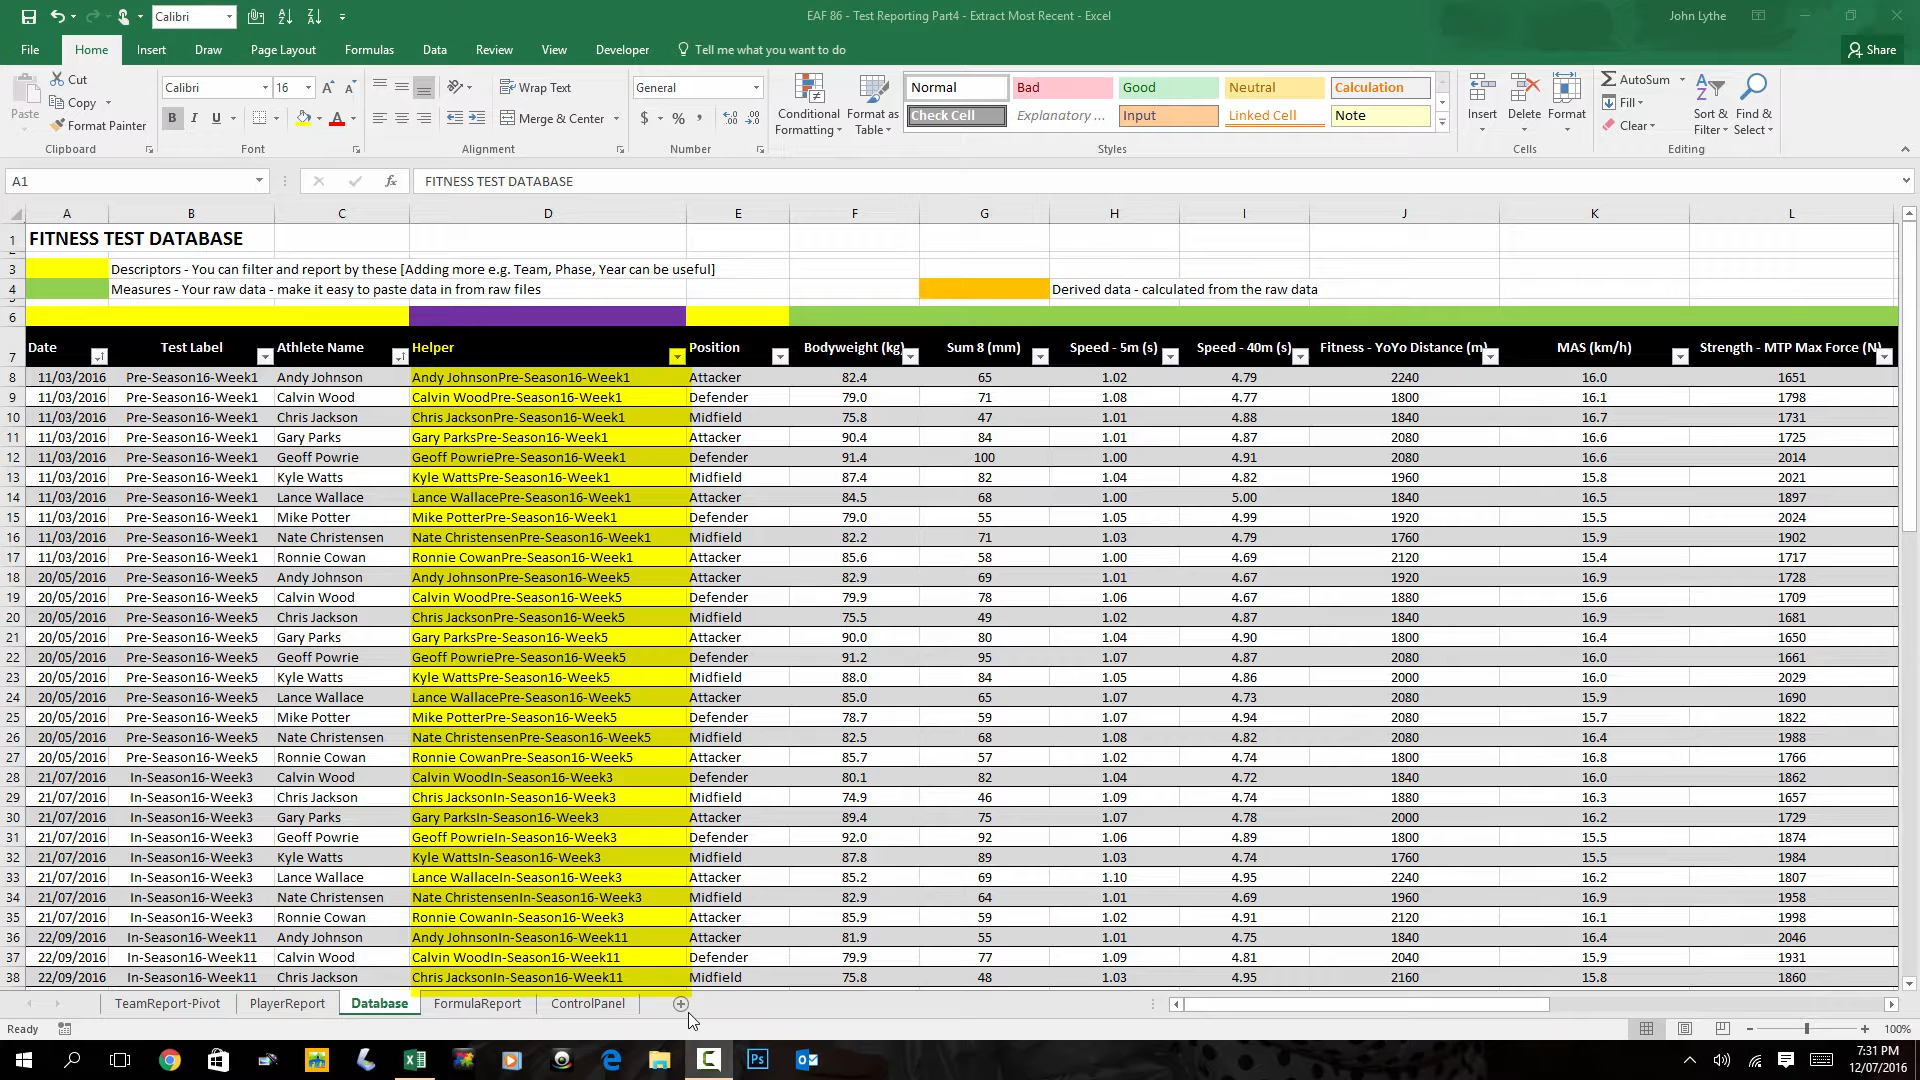 Calibri
EAF 86 - Test Reporting Part4 - Extract Most Recent - Excel
John Lythe
File Home Insert Draw Page Layout Formulas Data Review View Developer Tell me what you want to do Share
Paste
Cut
Copy
Format Painter
Clipboard
Calibri 16
B I U
Font
Wrap Text
Merge & Center
Alignment
General
$ % ,
Number
Conditional Formatting
Format as Table
Normal Bad Good Neutral Calculation
Check Cell Explanatory ... Input Linked Cell Note
Styles
Insert Delete Format
Cells
AutoSum
Fill
Clear
Sort & Filter
Find & Select
Editing
A1 fx FITNESS TEST DATABASE
A B C D E F G H I J K L
1 FITNESS TEST DATABASE
3 Descriptors - You can filter and report by these [Adding more e.g. Team, Phase, Year can be useful]
4 Measures - Your raw data - make it easy to paste data in from raw files Derived data - calculated from the raw data
6
7 Date Test Label Athlete Name Helper Position Bodyweight (kg) Sum 8 (mm) Speed - 5m (s) Speed - 40m (s) Fitness - YoYo Distance (m) MAS (km/h) Strength - MTP Max Force (N)
8 11/03/2016 Pre-Season16-Week1 Andy Johnson Andy JohnsonPre-Season16-Week1 Attacker 82.4 65 1.02 4.79 2240 16.0 1651
9 11/03/2016 Pre-Season16-Week1 Calvin Wood Calvin WoodPre-Season16-Week1 Defender 79.0 71 1.08 4.77 1800 16.1 1798
10 11/03/2016 Pre-Season16-Week1 Chris Jackson Chris JacksonPre-Season16-Week1 Midfield 75.8 47 1.01 4.88 1840 16.7 1731
11 11/03/2016 Pre-Season16-Week1 Gary Parks Gary ParksPre-Season16-Week1 Attacker 90.4 84 1.01 4.87 2080 16.6 1725
12 11/03/2016 Pre-Season16-Week1 Geoff Powrie Geoff PowriePre-Season16-Week1 Defender 91.4 100 1.00 4.91 2080 16.6 2014
13 11/03/2016 Pre-Season16-Week1 Kyle Watts Kyle WattsPre-Season16-Week1 Midfield 87.4 82 1.04 4.82 1960 15.8 2021
14 11/03/2016 Pre-Season16-Week1 Lance Wallace Lance WallacePre-Season16-Week1 Attacker 84.5 68 1.00 5.00 1840 16.5 1897
15 11/03/2016 Pre-Season16-Week1 Mike Potter Mike PotterPre-Season16-Week1 Defender 79.0 55 1.05 4.99 1920 15.5 2024
16 11/03/2016 Pre-Season16-Week1 Nate Christensen Nate ChristensenPre-Season16-Week1 Midfield 82.2 71 1.03 4.79 1760 15.9 1902
17 11/03/2016 Pre-Season16-Week1 Ronnie Cowan Ronnie CowanPre-Season16-Week1 Attacker 85.6 58 1.00 4.69 2120 15.4 1717
18 20/05/2016 Pre-Season16-Week5 Andy Johnson Andy JohnsonPre-Season16-Week5 Attacker 82.9 69 1.01 4.67 1920 16.9 1728
19 20/05/2016 Pre-Season16-Week5 Calvin Wood Calvin WoodPre-Season16-Week5 Defender 79.9 78 1.06 4.67 1880 15.6 1709
20 20/05/2016 Pre-Season16-Week5 Chris Jackson Chris JacksonPre-Season16-Week5 Midfield 75.5 49 1.02 4.87 1840 16.9 1681
21 20/05/2016 Pre-Season16-Week5 Gary Parks Gary ParksPre-Season16-Week5 Attacker 90.0 80 1.04 4.90 1800 16.4 1650
22 20/05/2016 Pre-Season16-Week5 Geoff Powrie Geoff PowriePre-Season16-Week5 Defender 91.2 95 1.07 4.87 2080 16.0 1661
23 20/05/2016 Pre-Season16-Week5 Kyle Watts Kyle WattsPre-Season16-Week5 Midfield 88.0 84 1.05 4.86 2000 16.0 2029
24 20/05/2016 Pre-Season16-Week5 Lance Wallace Lance WallacePre-Season16-Week5 Attacker 85.0 65 1.07 4.73 2080 15.9 1690
25 20/05/2016 Pre-Season16-Week5 Mike Potter Mike PotterPre-Season16-Week5 Defender 78.7 59 1.06 4.94 2080 15.7 1822
26 20/05/2016 Pre-Season16-Week5 Nate Christensen Nate ChristensenPre-Season16-Week5 Midfield 82.5 68 1.08 4.82 2080 16.4 1988
27 20/05/2016 Pre-Season16-Week5 Ronnie Cowan Ronnie CowanPre-Season16-Week5 Attacker 85.7 57 1.02 4.74 1800 16.8 1766
28 21/07/2016 In-Season16-Week3 Calvin Wood Calvin WoodIn-Season16-Week3 Defender 80.1 82 1.04 4.72 1840 16.0 1862
29 21/07/2016 In-Season16-Week3 Chris Jackson Chris JacksonIn-Season16-Week3 Midfield 74.9 46 1.09 4.74 1880 16.3 1657
30 21/07/2016 In-Season16-Week3 Gary Parks Gary ParksIn-Season16-Week3 Attacker 89.4 75 1.07 4.78 2000 16.2 1729
31 21/07/2016 In-Season16-Week3 Geoff Powrie Geoff PowrieIn-Season16-Week3 Defender 92.0 92 1.06 4.89 1800 15.5 1874
32 21/07/2016 In-Season16-Week3 Kyle Watts Kyle WattsIn-Season16-Week3 Midfield 87.8 89 1.03 4.74 1760 15.5 1984
33 21/07/2016 In-Season16-Week3 Lance Wallace Lance WallaceIn-Season16-Week3 Attacker 85.2 69 1.10 4.95 2240 16.2 1807
34 21/07/2016 In-Season16-Week3 Nate Christensen Nate ChristensenIn-Season16-Week3 Midfield 82.9 64 1.01 4.69 1960 16.9 1958
35 21/07/2016 In-Season16-Week3 Ronnie Cowan Ronnie CowanIn-Season16-Week3 Attacker 85.9 59 1.02 4.91 2120 16.1 1998
36 22/09/2016 In-Season16-Week11 Andy Johnson Andy JohnsonIn-Season16-Week11 Attacker 81.9 55 1.01 4.75 1840 16.4 2046
37 22/09/2016 In-Season16-Week11 Calvin Wood Calvin WoodIn-Season16-Week11 Defender 79.9 77 1.09 4.81 2040 15.9 1931
38 22/09/2016 In-Season16-Week11 Chris Jackson Chris JacksonIn-Season16-Week11 Midfield 75.8 48 1.03 4.95 2160 15.8 1860
TeamReport-Pivot PlayerReport Database FormulaReport ControlPanel
Ready 100%
7:31 PM
12/07/2016